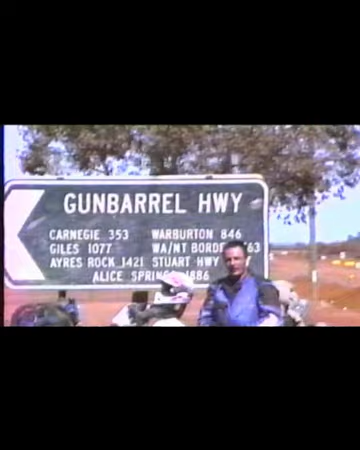 GUNBARREL HWY
CARNEGIE 353 WARBURTON 846
GILES 1077 WA/NT BORDE 63
AYRES ROCK 1421 STUART HWY
ALICE SPRIN 1886